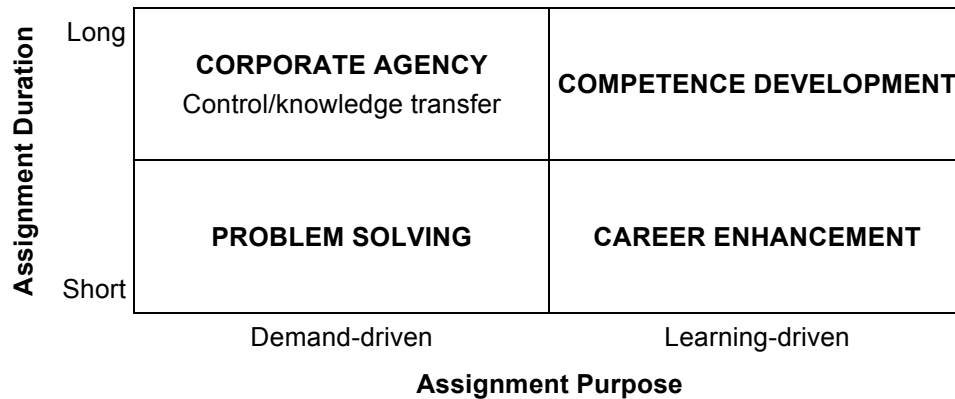 Assignment Duration
Long
CORPORATE AGENCY
Control/knowledge transfer
COMPETENCE DEVELOPMENT
PROBLEM SOLVING
CAREER ENHANCEMENT
Short
Demand-driven
Learning-driven
Assignment Purpose